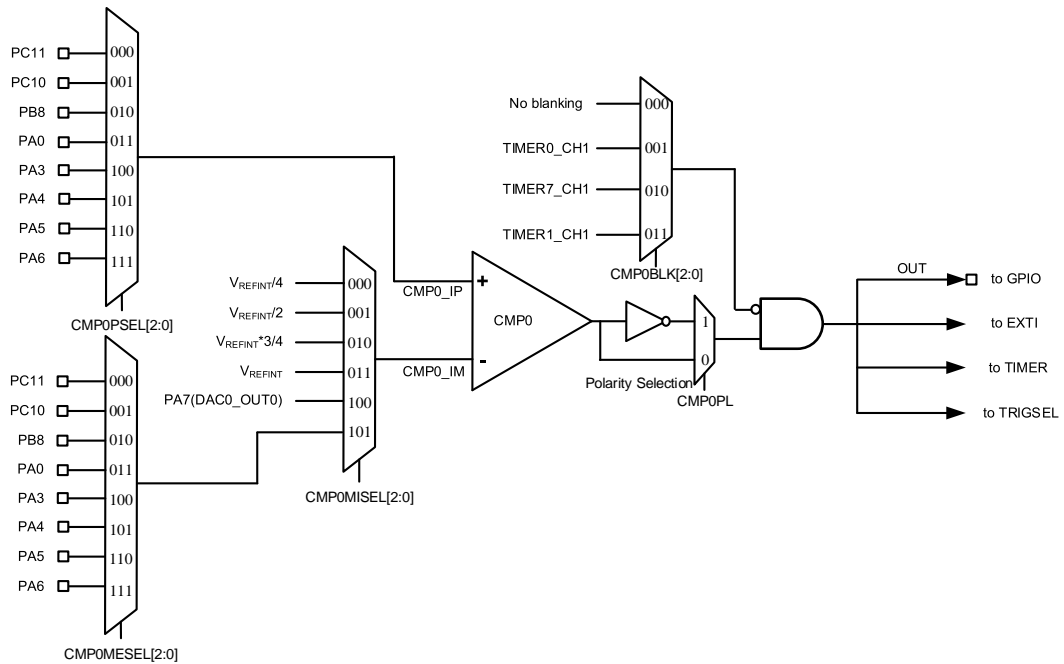 PC11 000
PC10 001
PB8 010
PA0 011
PA3 100
PA4 101
PA5 110
PA6 111
CMP0PSEL[2:0]
PC11 000
PC10 001
PB8 010
PA0 011
PA3 100
PA4 101
PA5 110
PA6 111
CMP0MESEL[2:0]
VREFINT/4 000
VREFINT/2 001
VREFINT*3/4 010
VREFINT 011
PA7(DAC0_OUT0) 100
101
CMP0MISEL[2:0]
CMP0_IP
+
CMP0
-
CMP0_IM
No blanking 000
TIMER0_CH1 001
TIMER7_CH1 010
TIMER1_CH1 011
CMP0BLK[2:0]
1
0
Polarity Selection
CMP0PL
OUT
to GPIO
to EXTI
to TIMER
to TRIGSEL